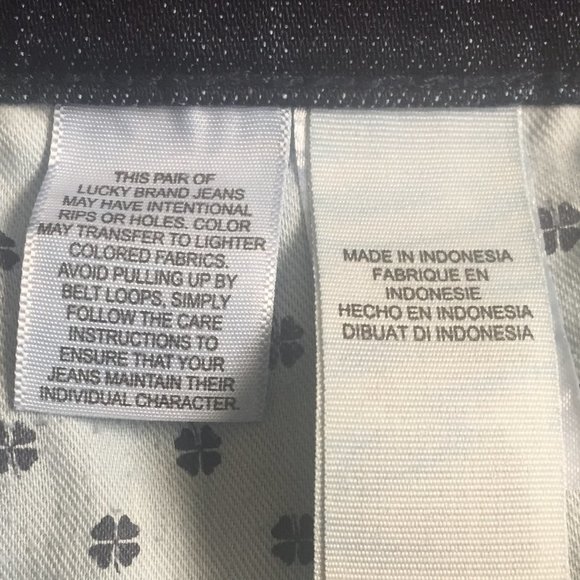 THIS PAIR OF
LUCKY BRAND JEANS
MAY HAVE INTENTIONAL
RIPS OR HOLES. COLOR
MAY TRANSFER TO LIGHTER
COLORED FABRICS.
AVOID PULLING UP BY
BELT LOOPS, SIMPLY
FOLLOW THE CARE
INSTRUCTIONS TO
ENSURE THAT YOUR
JEANS MAINTAIN THEIR
INDIVIDUAL CHARACTER.
MADE IN INDONESIA
FABRIQUE EN
INDONESIE
HECHO EN INDONESIA
DIBUAT DI INDONESIA